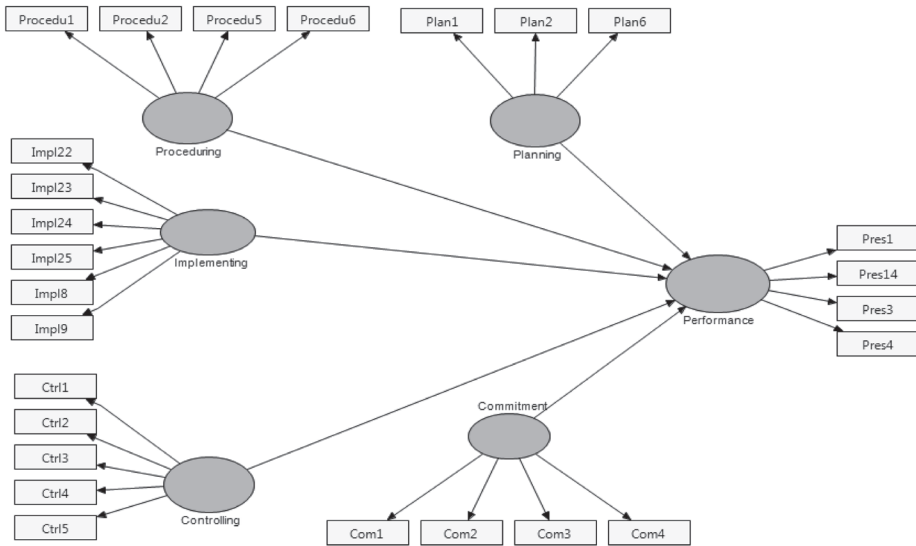 Procedu1
Procedu2
Procedu5
Procedu6
Plan1
Plan2
Plan6
Proceduring
Planning
Impl22
Impl23
Impl24
Impl25
Impl8
Impl9
Implementing
Pres1
Pres14
Pres3
Pres4
Performance
Ctrl1
Ctrl2
Ctrl3
Ctrl4
Ctrl5
Controlling
Commitment
Com1
Com2
Com3
Com4